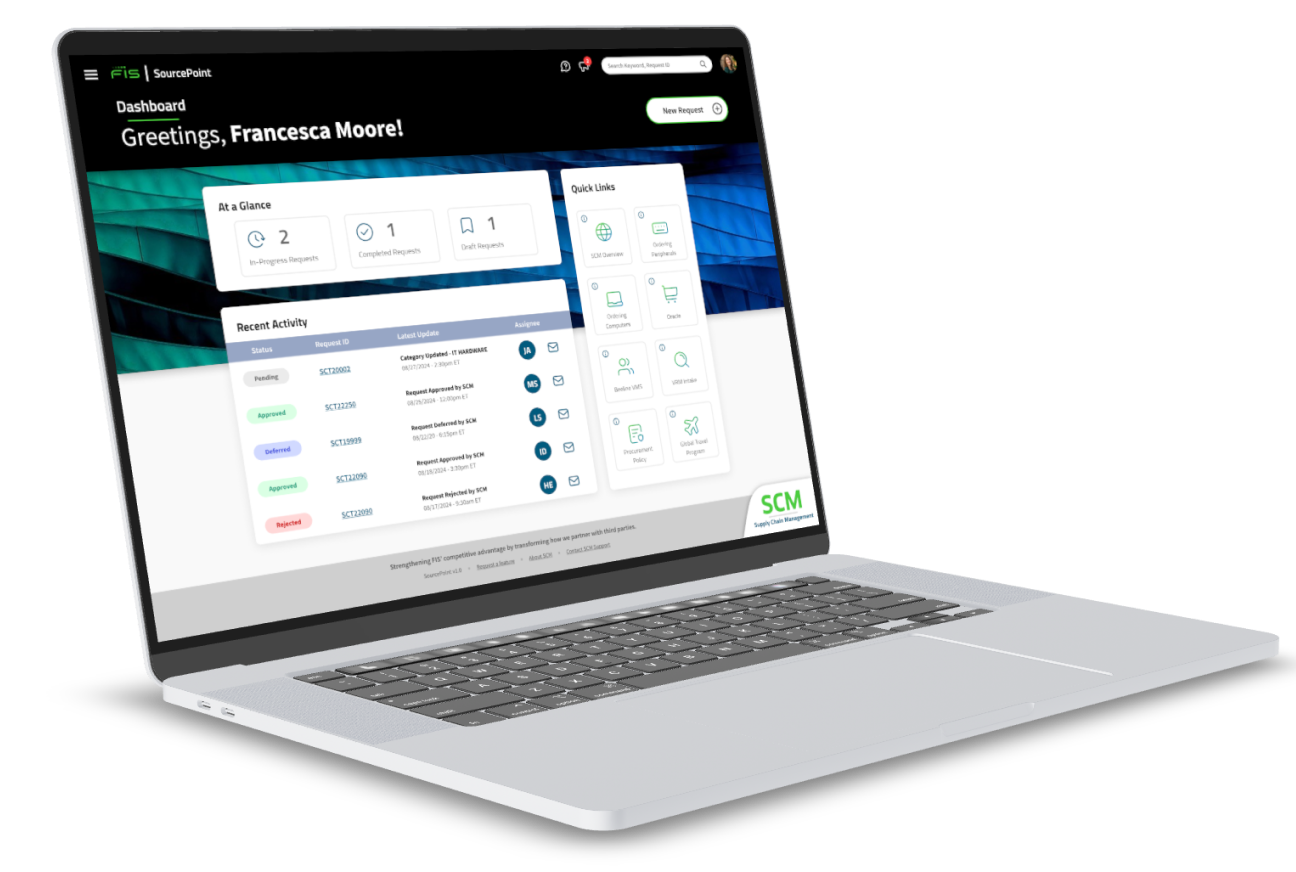 FIS | SourcePoint
Search Keyword, Request ID
Dashboard
Greetings, Francesca Moore!
New Request
At a Glance
2
In-Progress Requests
1
Completed Requests
1
Draft Requests
Quick Links
SCM Overview
Ordering
Peripherals
Ordering
Computers
Oracle
Beeline VMS
VRM Intake
Procurement
Policy
Global Travel
Program
Recent Activity
Status Request ID Latest Update Assignee
Pending SCT20002 Category Updated - IT HARDWARE JA
08/27/2024 - 2:30pm ET
Approved SCT22250 Request Approved by SCM MS
08/25/2024 - 12:00pm ET
Deferred SCT19999 Request Deferred by SCM LS
08/22/20 - 6:15pm ET
Approved SCT22090 Request Approved by SCM ID
08/18/2024 - 3:30pm ET
Rejected SCT22090 Request Rejected by SCM HE
08/17/2024 - 9:20am ET
SCM
Supply Chain Management
Strengthening FIS' competitive advantage by transforming how we partner with third parties.
SourcePoint v1.0 • Request a feature • About SCM • Contact SCM Support